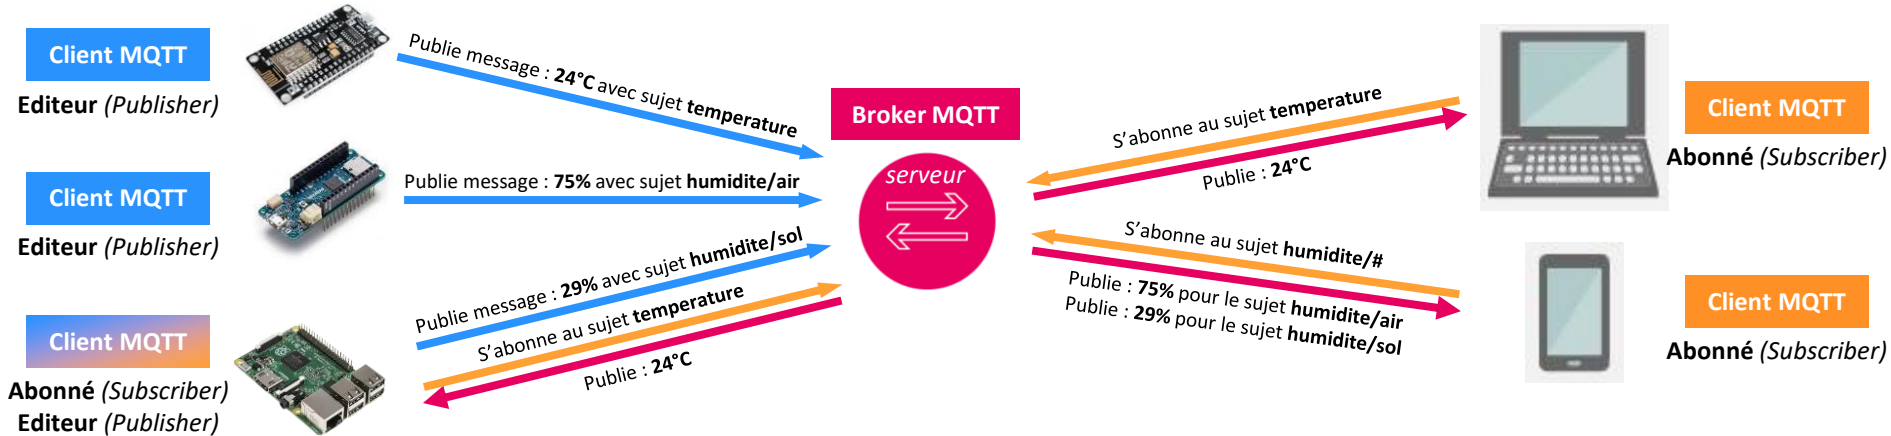 Client MQTT
Editeur (Publisher)
Client MQTT
Editeur (Publisher)
Client MQTT
Abonné (Subscriber)
Editeur (Publisher)
Publie message : 24°C avec sujet temperature
Publie message : 75% avec sujet humidite/air
Publie message : 29% avec sujet humidite/sol
S'abonne au sujet temperature
Publie : 24°C
Broker MQTT
serveur
S'abonne au sujet temperature
Publie : 24°C
S'abonne au sujet humidite/#
Publie : 75% pour le sujet humidite/air
Publie : 29% pour le sujet humidite/sol
Client MQTT
Abonné (Subscriber)
Client MQTT
Abonné (Subscriber)